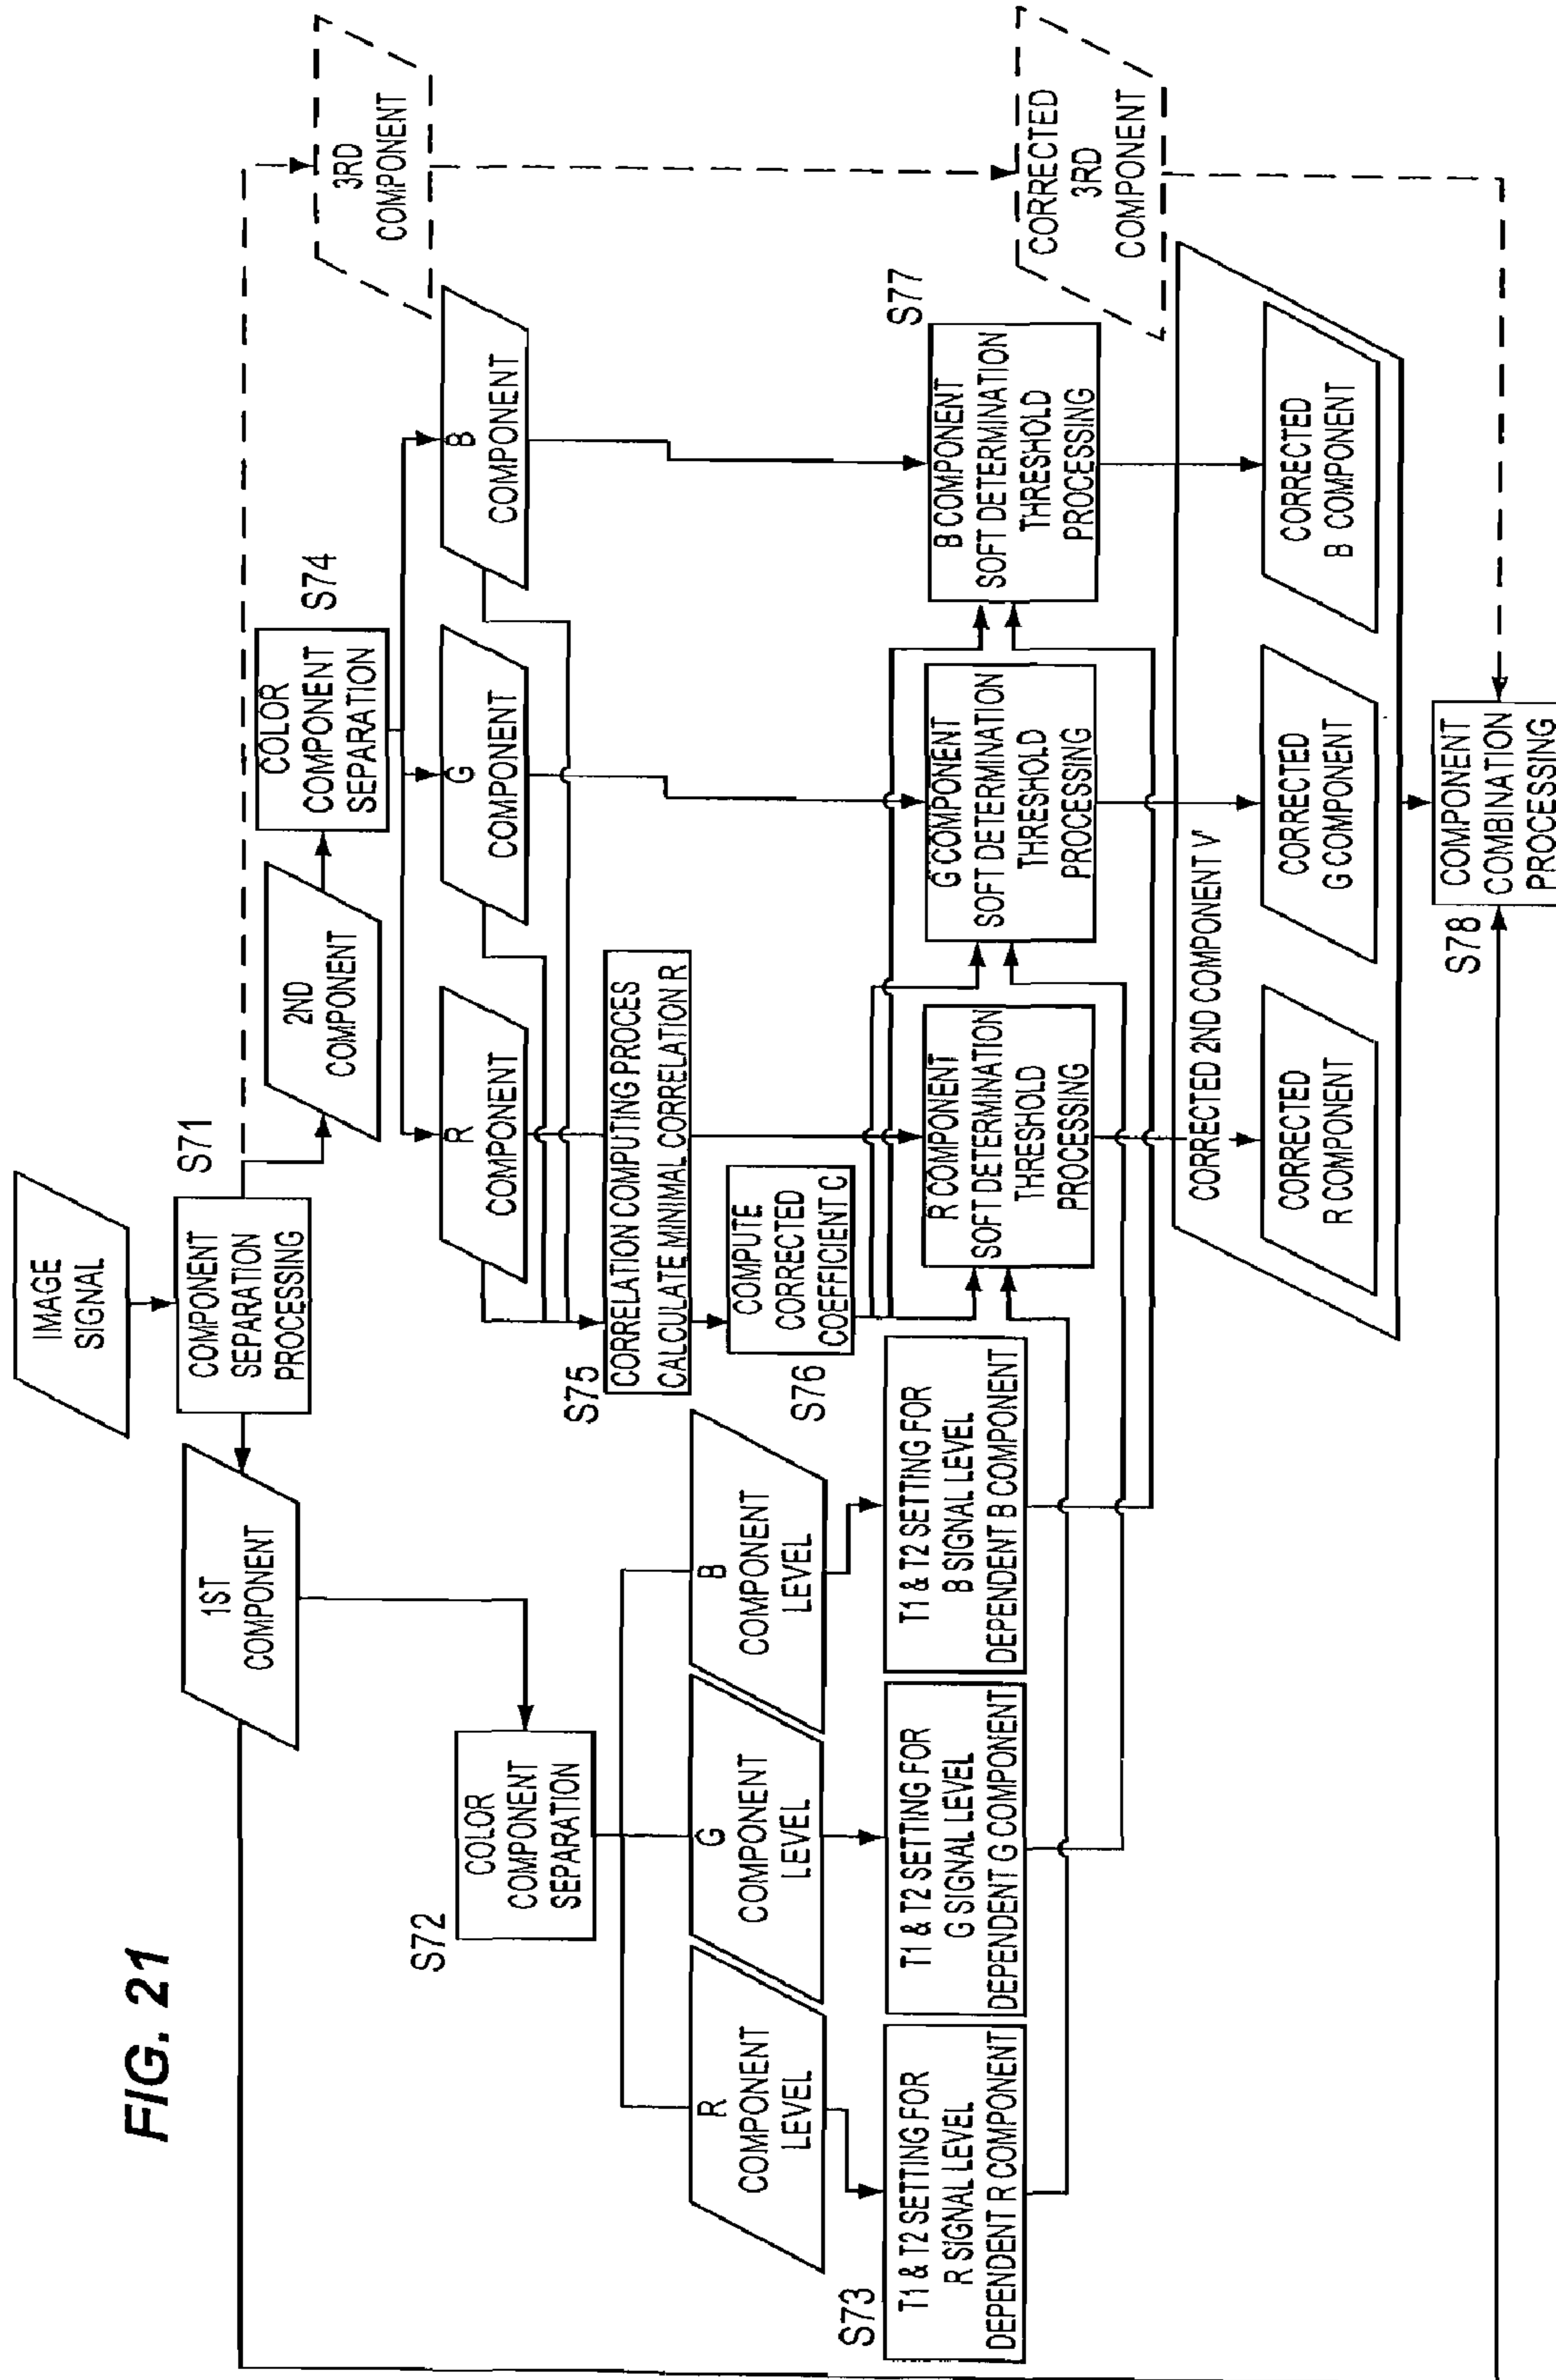 FIG. 21
IMAGE
SIGNAL
S71
COMPONENT
SEPARATION
PROCESSING
1ST
COMPONENT
2ND
COMPONENT
3RD
COMPONENT
S72
COLOR
COMPONENT
SEPARATION
COLOR
COMPONENT
SEPARATION
S74
R
COMPONENT
G
COMPONENT
B
COMPONENT
R
COMPONENT
LEVEL
G
COMPONENT
LEVEL
B
COMPONENT
LEVEL
S75
CORRELATION COMPUTING PROCES
CALCULATE MINIMAL CORRELATION R
S76
COMPUTE
CORRECTED
COEFFICIENT C
S73
T1 & T2 SETTING FOR
R SIGNAL LEVEL
DEPENDENT R COMPONENT
T1 & T2 SETTING FOR
G SIGNAL LEVEL
DEPENDENT G COMPONENT
T1 & T2 SETTING FOR
B SIGNAL LEVEL
DEPENDENT B COMPONENT
R COMPONENT
SOFT DETERMINATION
THRESHOLD
PROCESSING
G COMPONENT
SOFT DETERMINATION
THRESHOLD
PROCESSING
S77
B COMPONENT
SOFT DETERMINATION
THRESHOLD
PROCESSING
CORRECTED
3RD
COMPONENT
CORRECTED 2ND COMPONENT V
CORRECTED
R COMPONENT
CORRECTED
G COMPONENT
CORRECTED
B COMPONENT
S78
COMPONENT
COMBINATION
PROCESSING